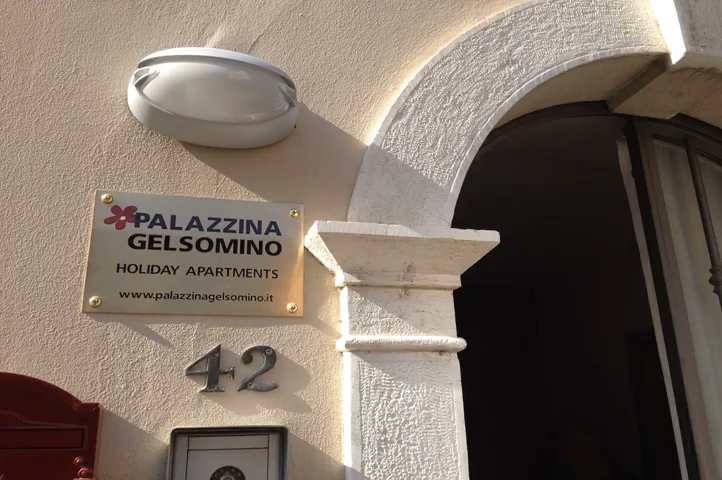 PALAZZINA
GELSOMINO
HOLIDAY APARTMENTS
www.palazzinagelsomino.it
42